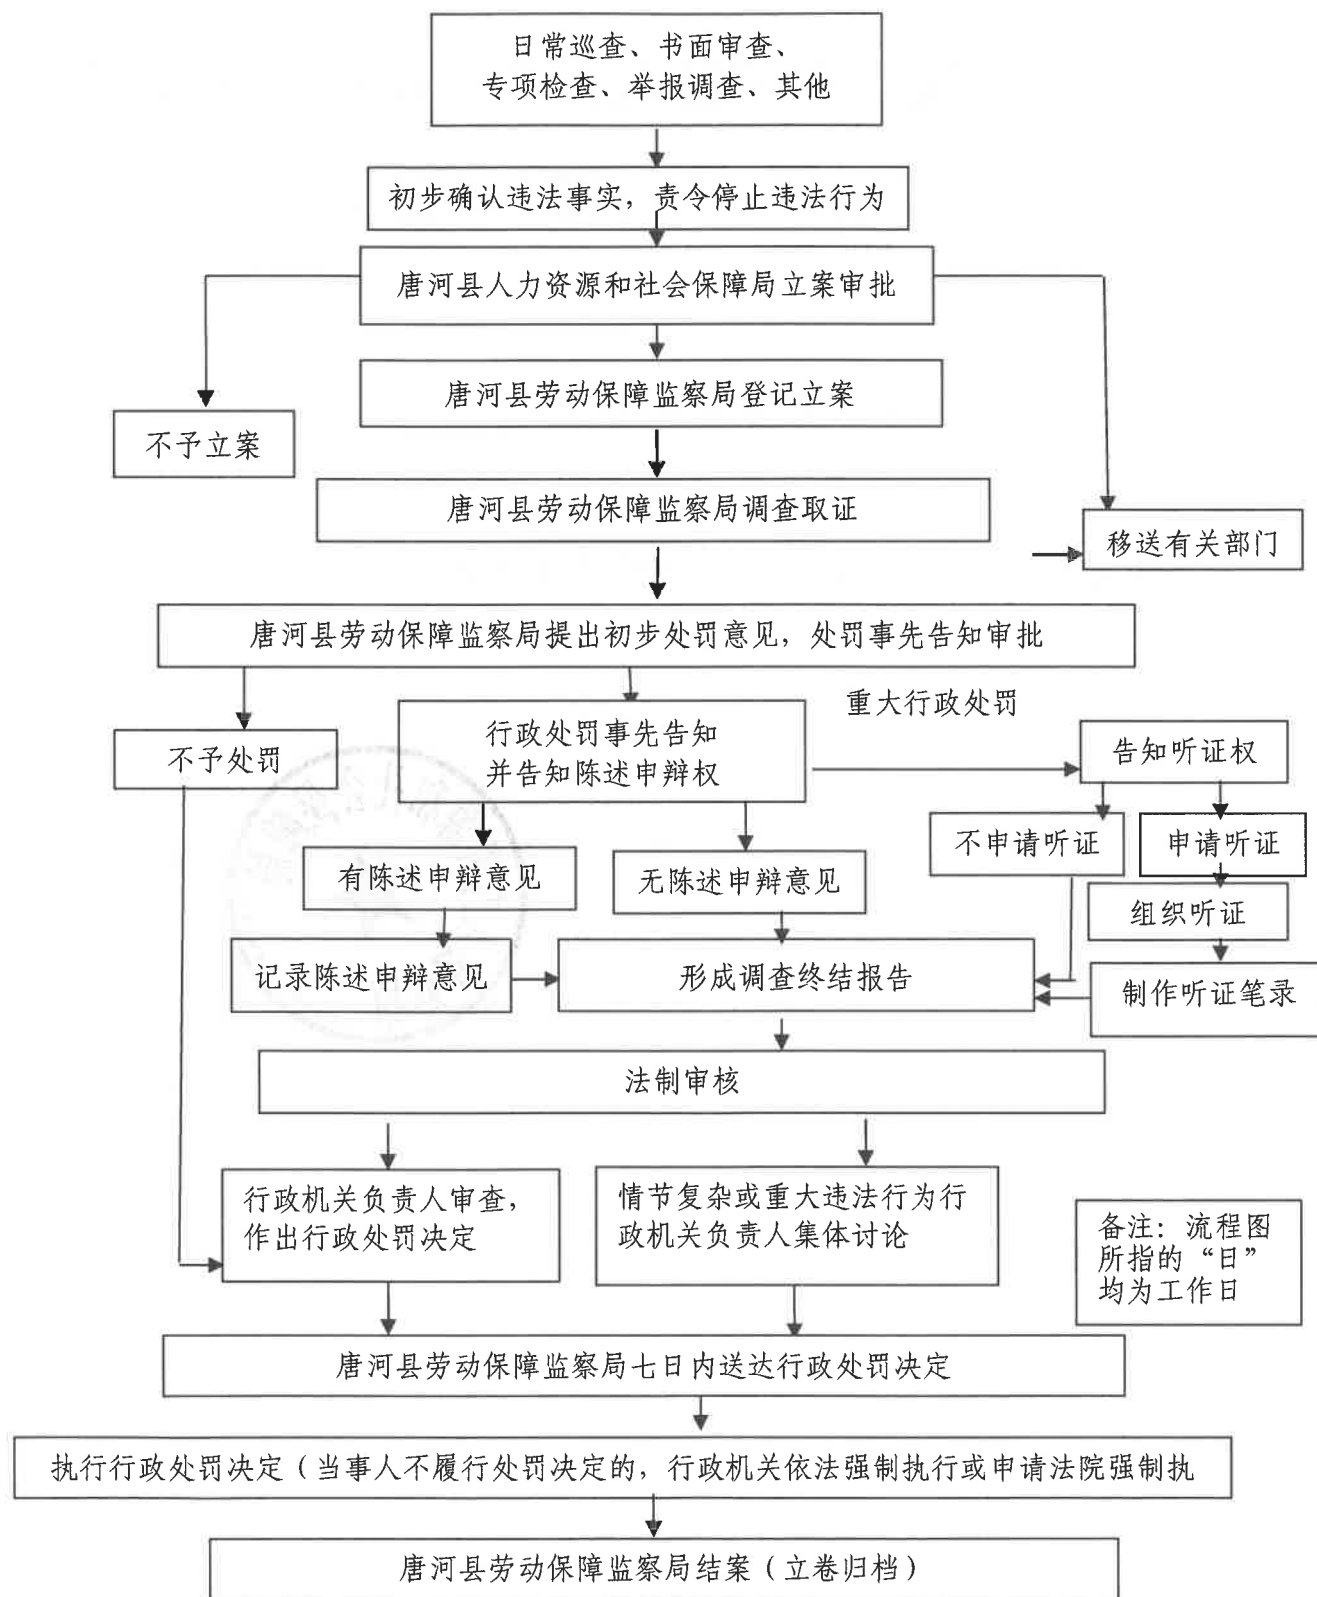 日常巡查、书面审查、
专项检查、举报调查、其他
初步确认违法事实，责令停止违法行为
唐河县人力资源和社会保障局立案审批
唐河县劳动保障监察局登记立案
不予立案
唐河县劳动保障监察局调查取证
移送有关部门
唐河县劳动保障监察局提出初步处罚意见，处罚事先告知审批
重大行政处罚
不予处罚
行政处罚事先告知
并告知陈述申辩权
告知听证权
不申请听证
申请听证
有陈述申辩意见
无陈述申辩意见
组织听证
记录陈述申辩意见
形成调查终结报告
制作听证笔录
法制审核
行政机关负责人审查，
作出行政处罚决定
情节复杂或重大违法行为行
政机关负责人集体讨论
备注：流程图
所指的“日”
均为工作日
唐河县劳动保障监察局七日内送达行政处罚决定
执行行政处罚决定（当事人不履行处罚决定的，行政机关依法强制执行或申请法院强制执
唐河县劳动保障监察局结案（立卷归档）